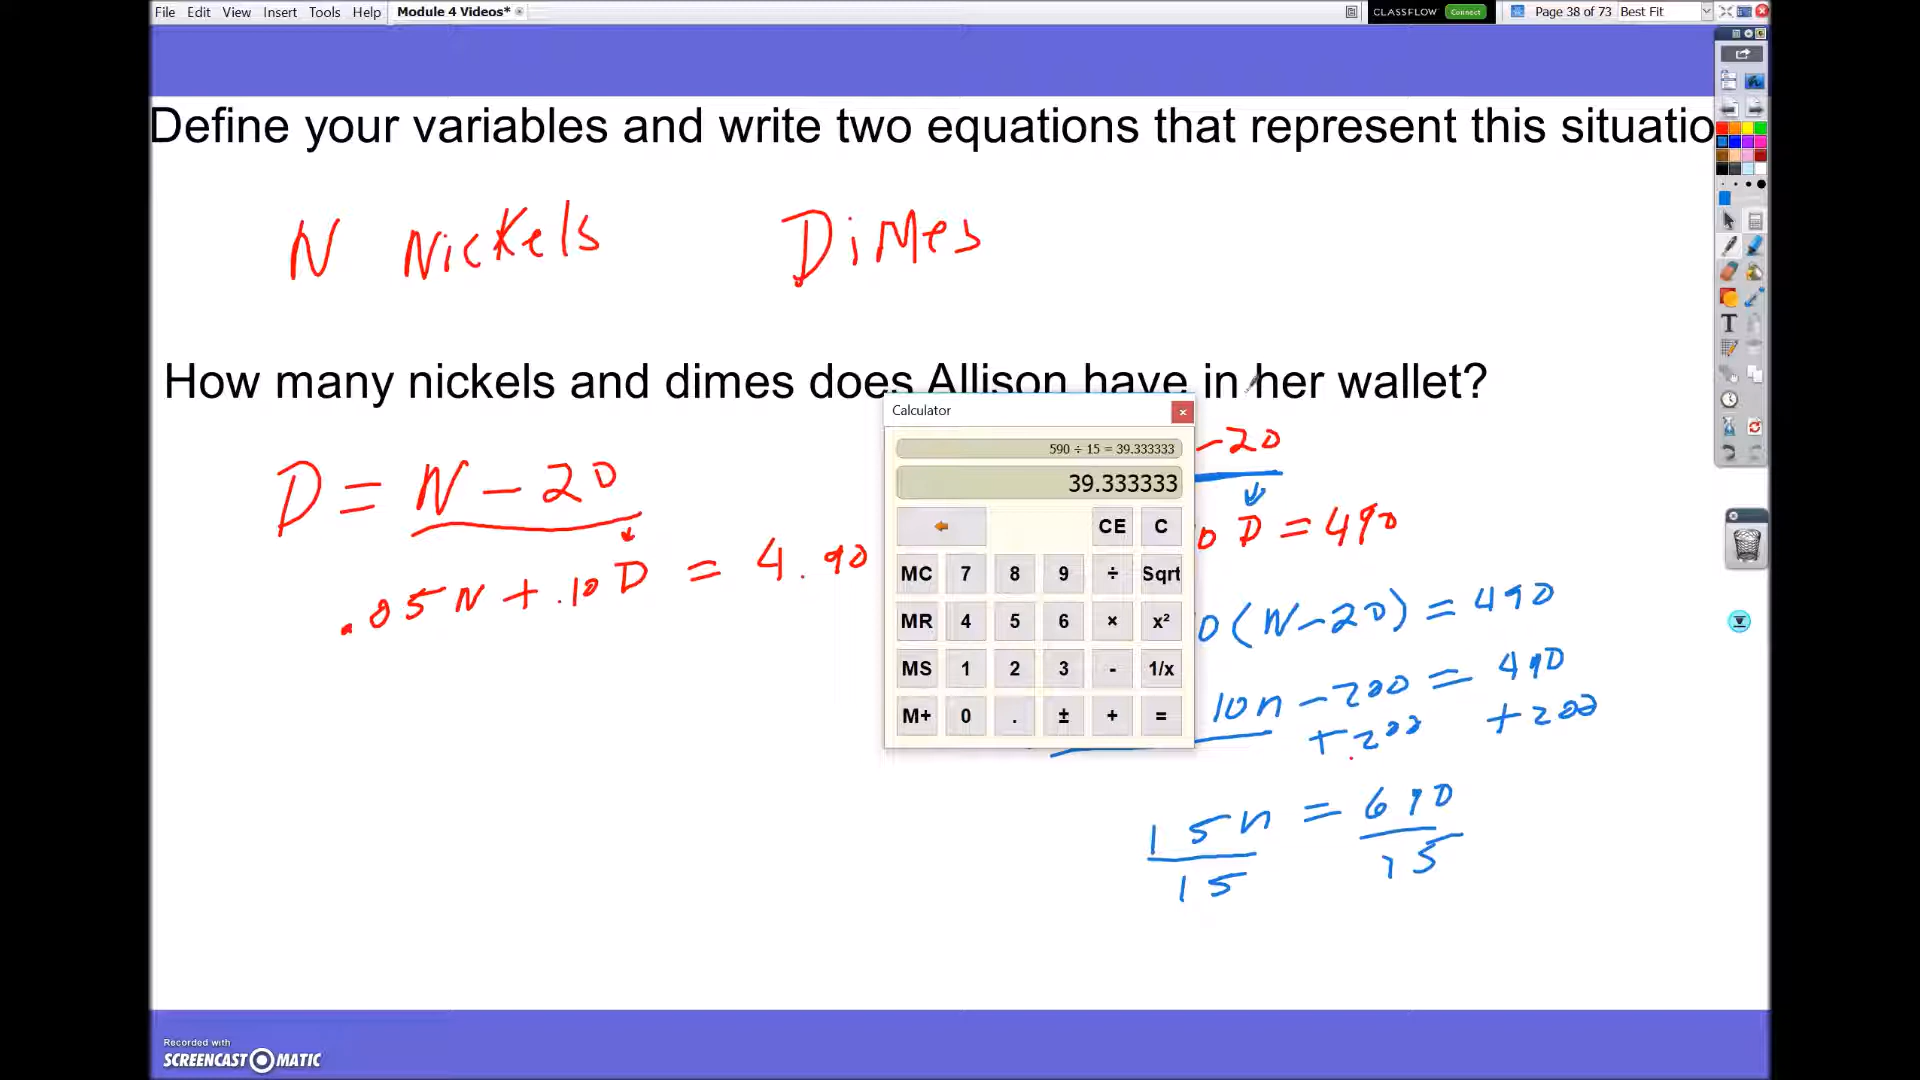 File Edit View Insert Tools Help Module 4 Videos* CLASSFLOW Connect Page 38 of 73 Best Fit
Define your variables and write two equations that represent this situatio
N Nickels DiMes
How many nickels and dimes does Allison have in her wallet?
D = N - 20
.05N + .10D = 4.90
Calculator
590 ÷ 15 = 39.333333
39.333333
CE C
MC 7 8 9 ÷ Sqrt
MR 4 5 6 × x²
MS 1 2 3 - 1/x
M+ 0 . ± + =
-20
0 D = 490
0(N-20) = 490
10n - 200 = 490
+200 +200
15n = 690
15 15
T
Recorded with
SCREENCAST MATIC